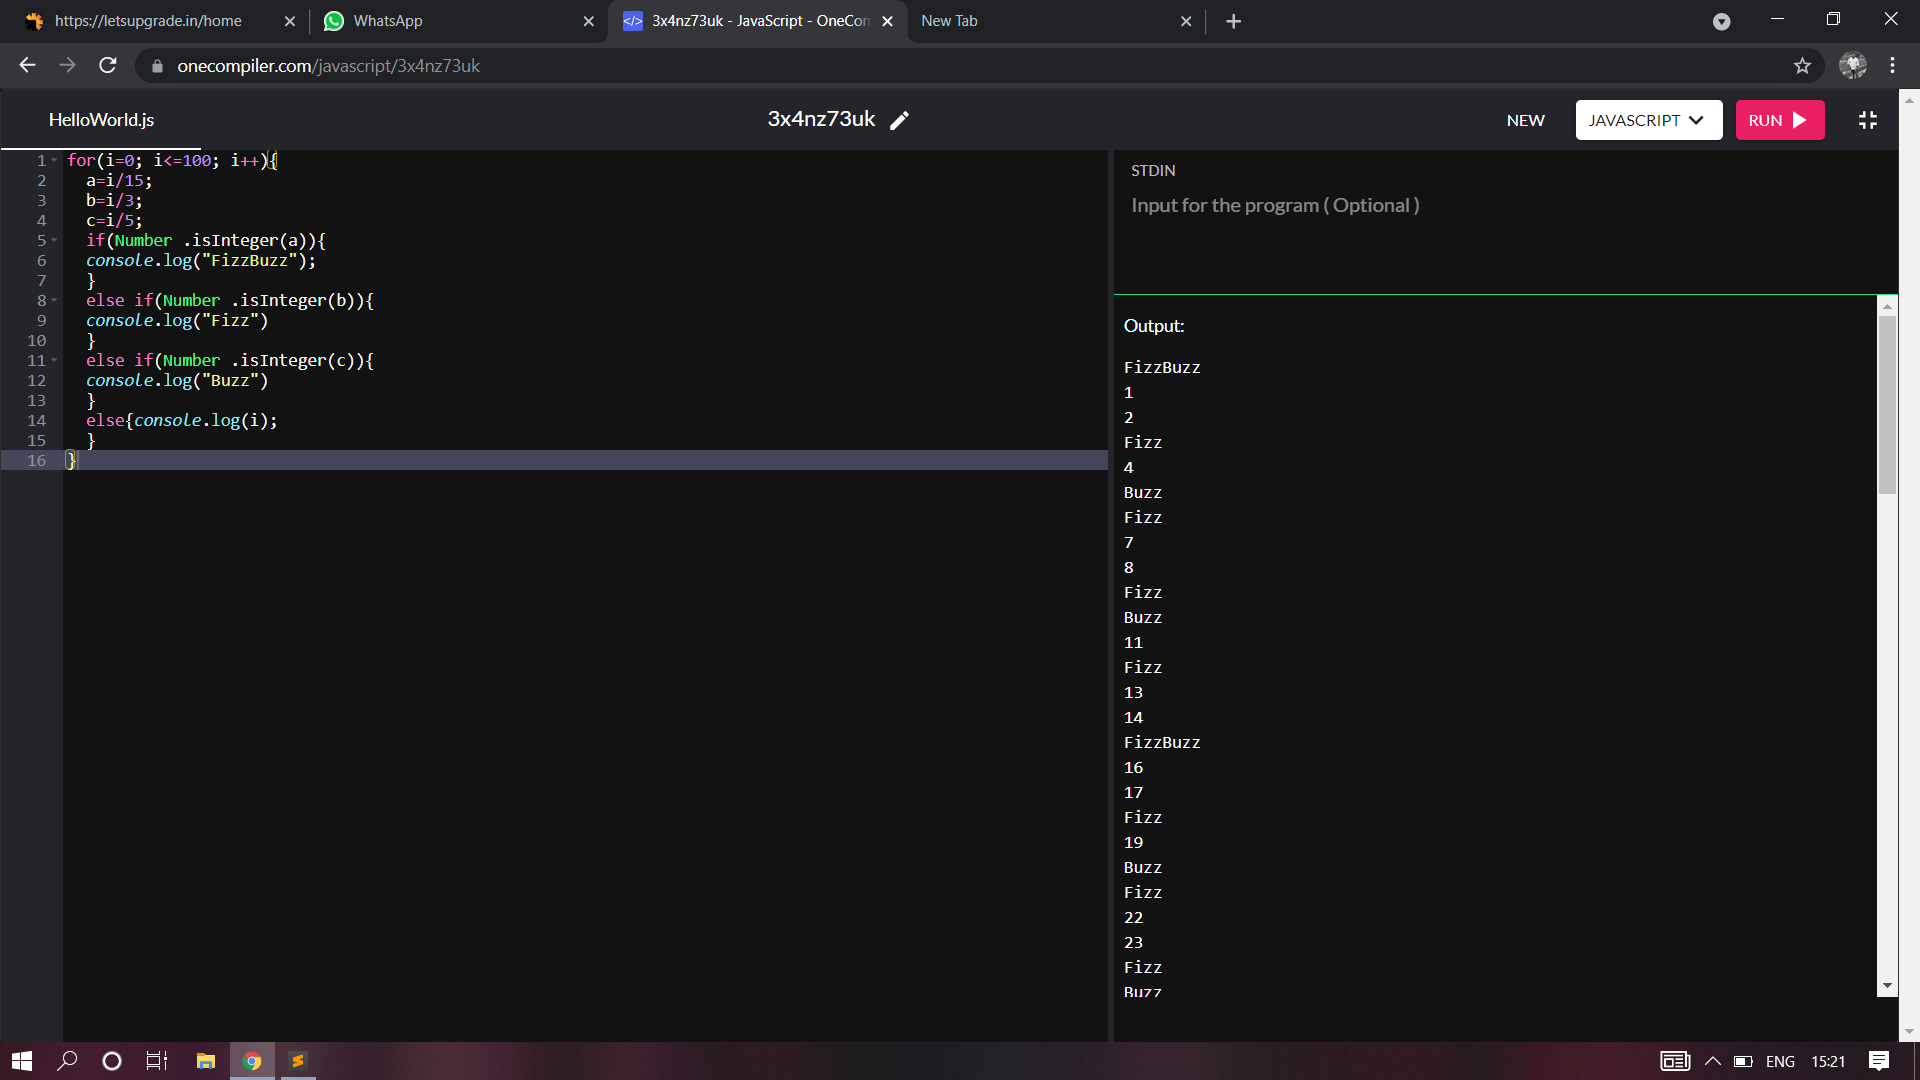 https://letsupgrade.in/home
WhatsApp
3x4nz73uk - JavaScript - OneCom
New Tab
onecompiler.com/javascript/3x4nz73uk
HelloWorld.js
3x4nz73uk
NEW
JAVASCRIPT
RUN
1 for(i=0; i<=100; i++){
2 a=i/15;
3 b=i/3;
4 c=i/5;
5 if(Number .isInteger(a)){
6 console.log("FizzBuzz");
7 }
8 else if(Number .isInteger(b)){
9 console.log("Fizz")
10 }
11 else if(Number .isInteger(c)){
12 console.log("Buzz")
13 }
14 else{console.log(i);
15 }
16 }
STDIN
Input for the program ( Optional )
Output:
FizzBuzz
1
2
Fizz
4
Buzz
Fizz
7
8
Fizz
Buzz
11
Fizz
13
14
FizzBuzz
16
17
Fizz
19
Buzz
Fizz
22
23
Fizz
Buzz
ENG
15:21